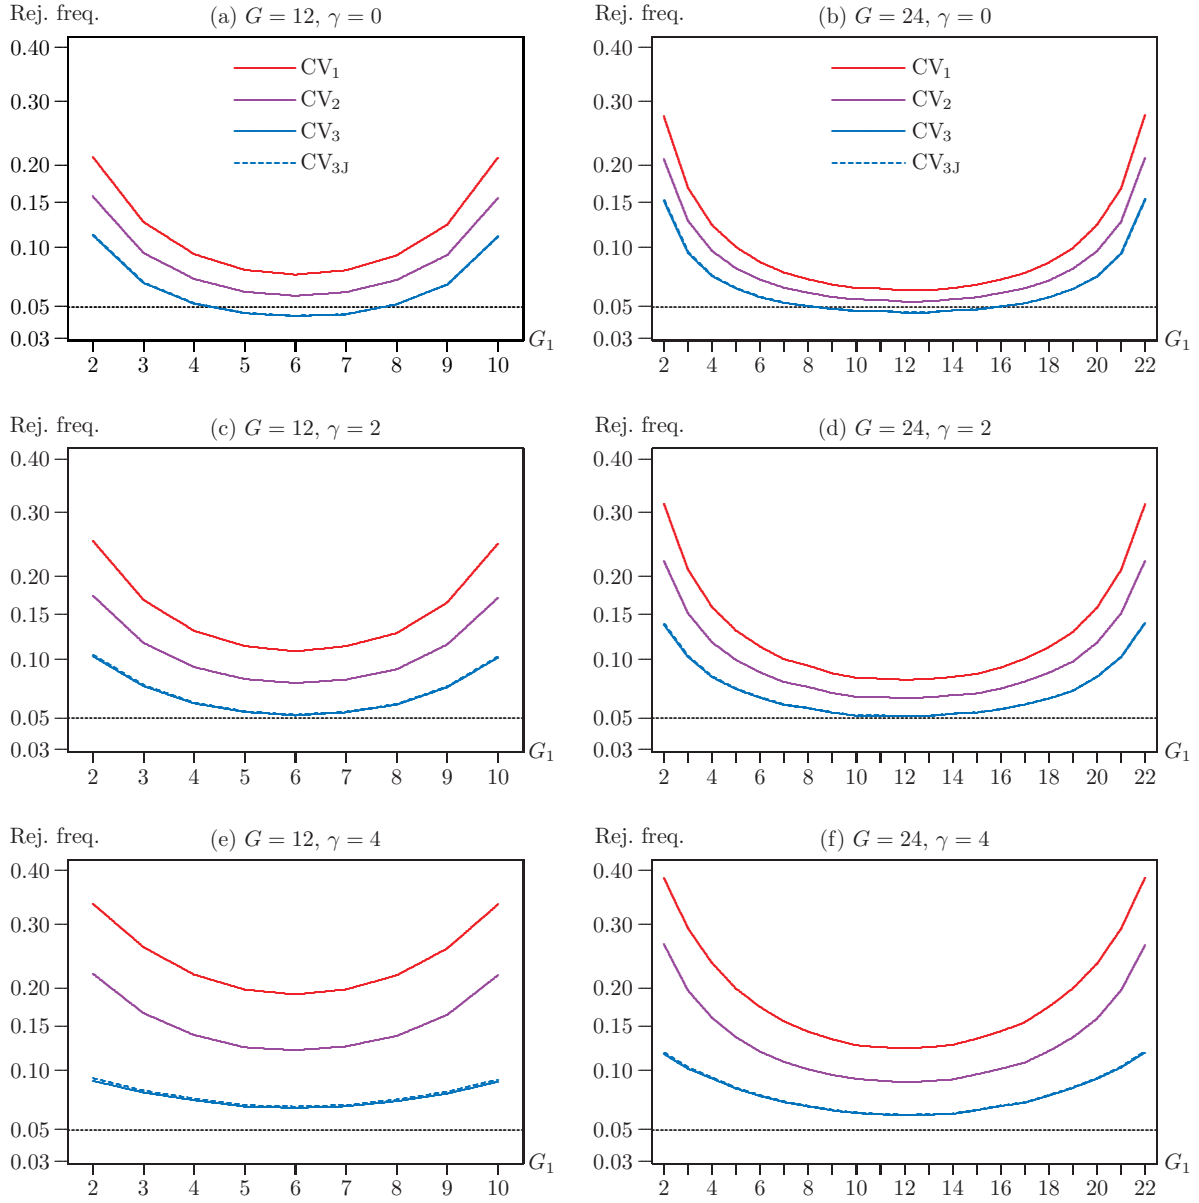 Rej. freq.
(a) G = 12, γ = 0
0.40
0.30
0.20
0.15
0.10
0.05
0.03
CV₁
CV₂
CV₃
CV₃J
2 3 4 5 6 7 8 9 10
G₁
Rej. freq.
(b) G = 24, γ = 0
0.40
0.30
0.20
0.15
0.10
0.05
0.03
CV₁
CV₂
CV₃
CV₃J
2 4 6 8 10 12 14 16 18 20 22
G₁
Rej. freq.
(c) G = 12, γ = 2
0.40
0.30
0.20
0.15
0.10
0.05
0.03
2 3 4 5 6 7 8 9 10
G₁
Rej. freq.
(d) G = 24, γ = 2
0.40
0.30
0.20
0.15
0.10
0.05
0.03
2 4 6 8 10 12 14 16 18 20 22
G₁
Rej. freq.
(e) G = 12, γ = 4
0.40
0.30
0.20
0.15
0.10
0.05
0.03
2 3 4 5 6 7 8 9 10
G₁
Rej. freq.
(f) G = 24, γ = 4
0.40
0.30
0.20
0.15
0.10
0.05
0.03
2 4 6 8 10 12 14 16 18 20 22
G₁